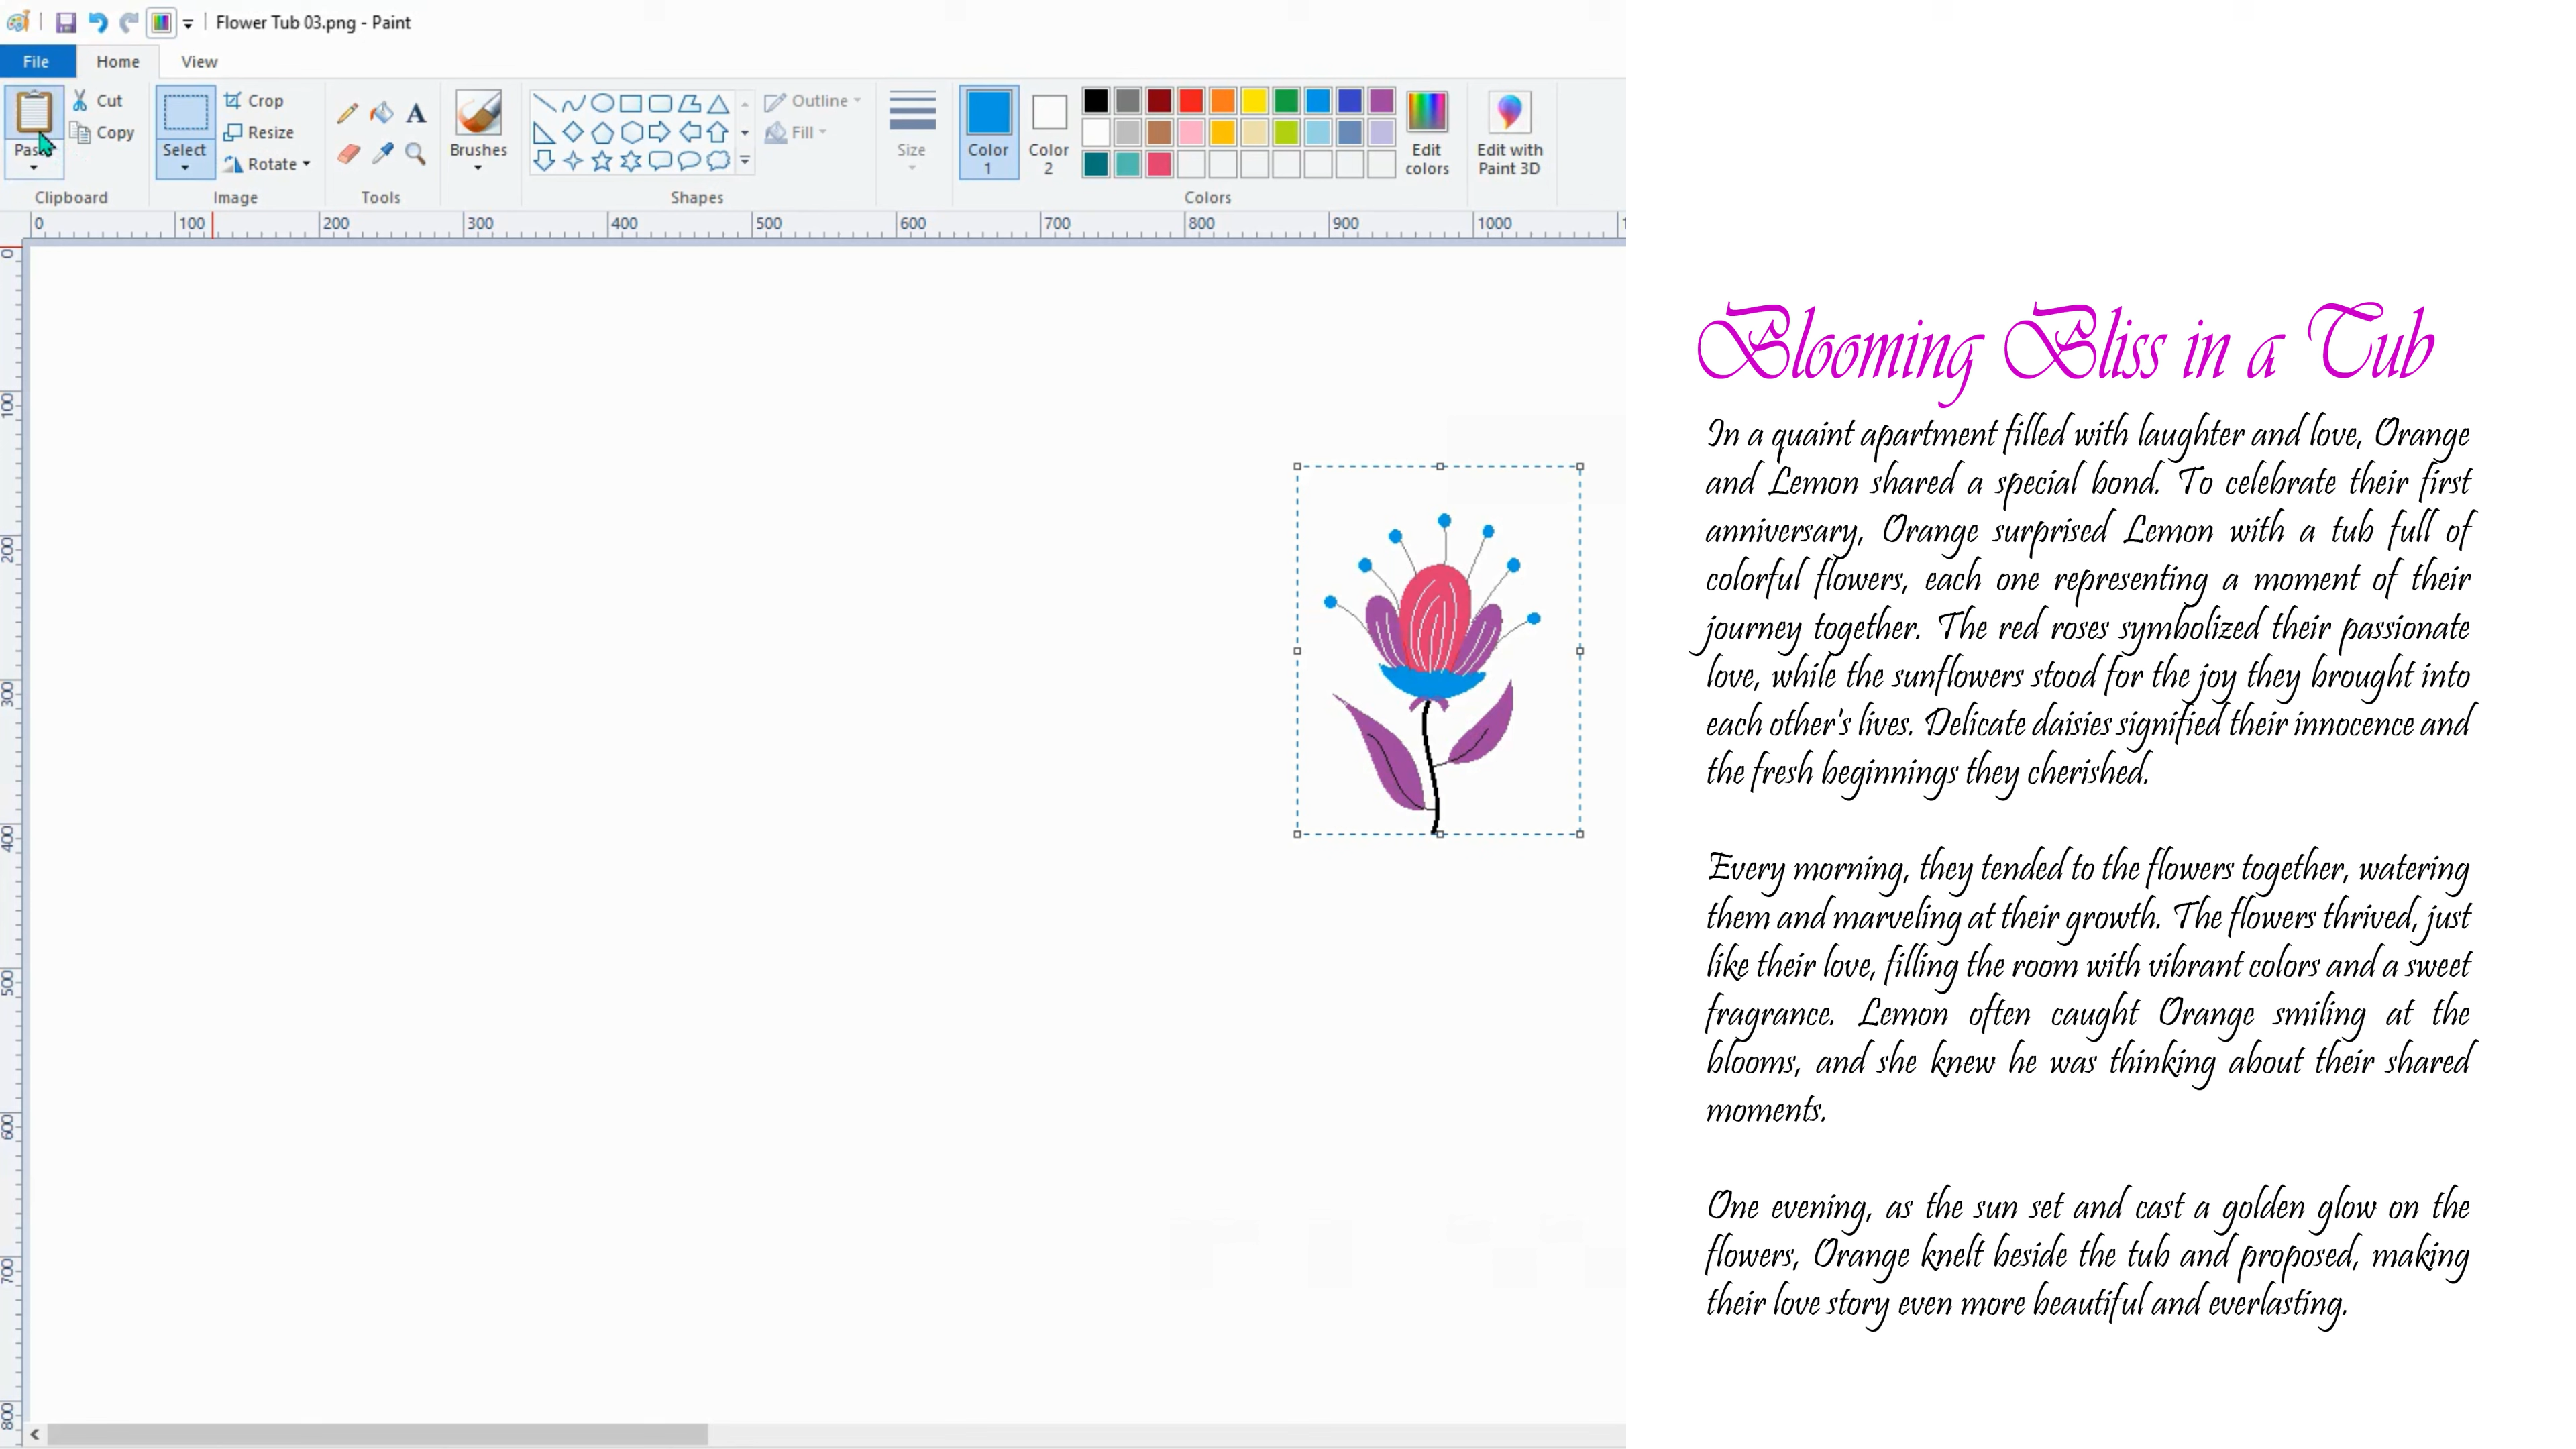 Flower Tub 03.png - Paint
File Home View
Cut
Copy
Clipboard
Select
Crop
Resize
Rotate
Image
Tools
Brushes
Shapes
Outline
Fill
Size
Color 1
Color 2
Colors
Edit colors
Edit with Paint 3D
0 100 200 300 400 500 600 700 800 900 1000
0
100
200
300
400
500
600
700
800
Blooming Bliss in a Tub
In a quaint apartment filled with laughter and love, Orange
and Lemon shared a special bond. To celebrate their first
anniversary, Orange surprised Lemon with a tub full of
colorful flowers, each one representing a moment of their
journey together. The red roses symbolized their passionate
love, while the sunflowers stood for the joy they brought into
each other's lives. Delicate daisies signified their innocence and
the fresh beginnings they cherished.
Every morning, they tended to the flowers together, watering
them and marveling at their growth. The flowers thrived, just
like their love, filling the room with vibrant colors and a sweet
fragrance. Lemon often caught Orange smiling at the
blooms, and she knew he was thinking about their shared
moments.
One evening, as the sun set and cast a golden glow on the
flowers, Orange knelt beside the tub and proposed, making
their love story even more beautiful and everlasting.